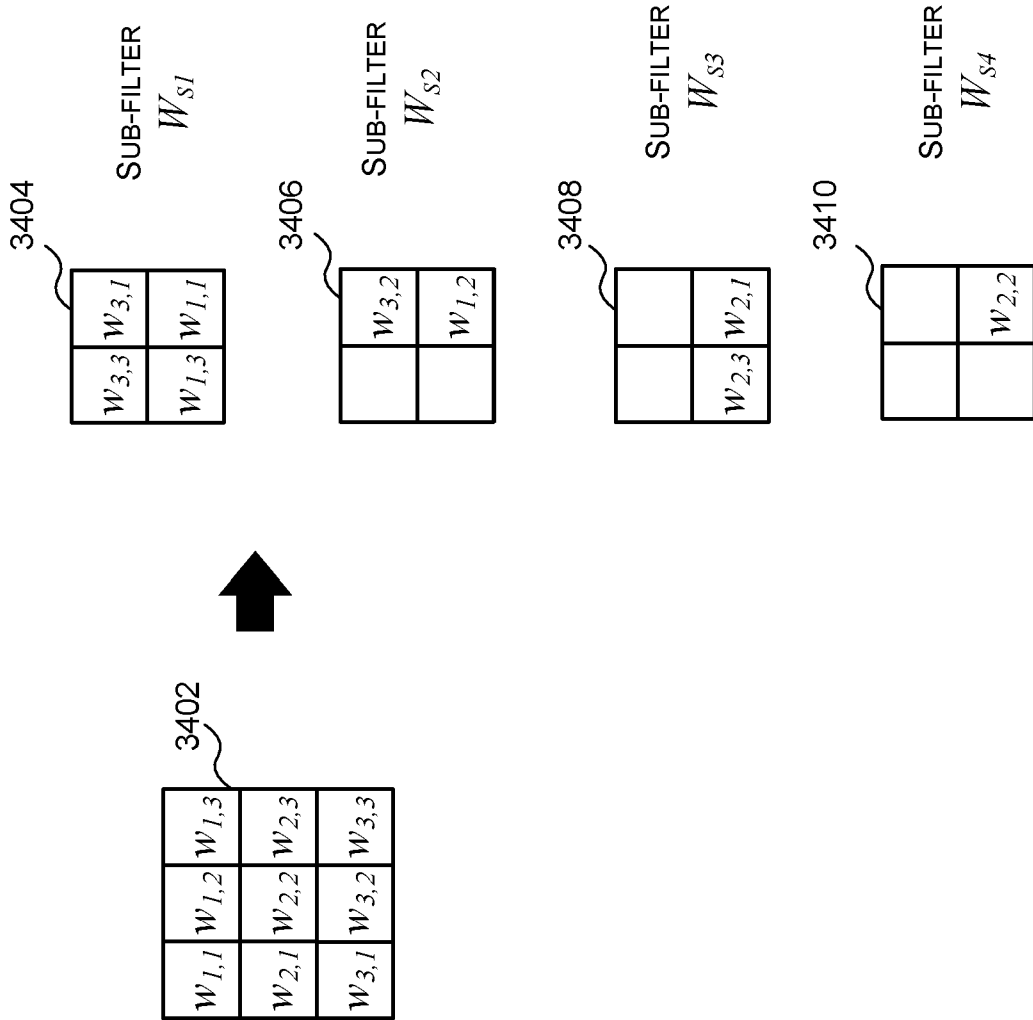 3402
w1,1 w1,2 w1,3
w2,1 w2,2 w2,3
w3,1 w3,2 w3,3
3404
w3,3 w3,1
w1,3 w1,1
SUB-FILTER
WS1
3406
w3,2
w1,2
SUB-FILTER
WS2
3408
w2,3 w2,1
SUB-FILTER
WS3
3410
w2,2
SUB-FILTER
WS4